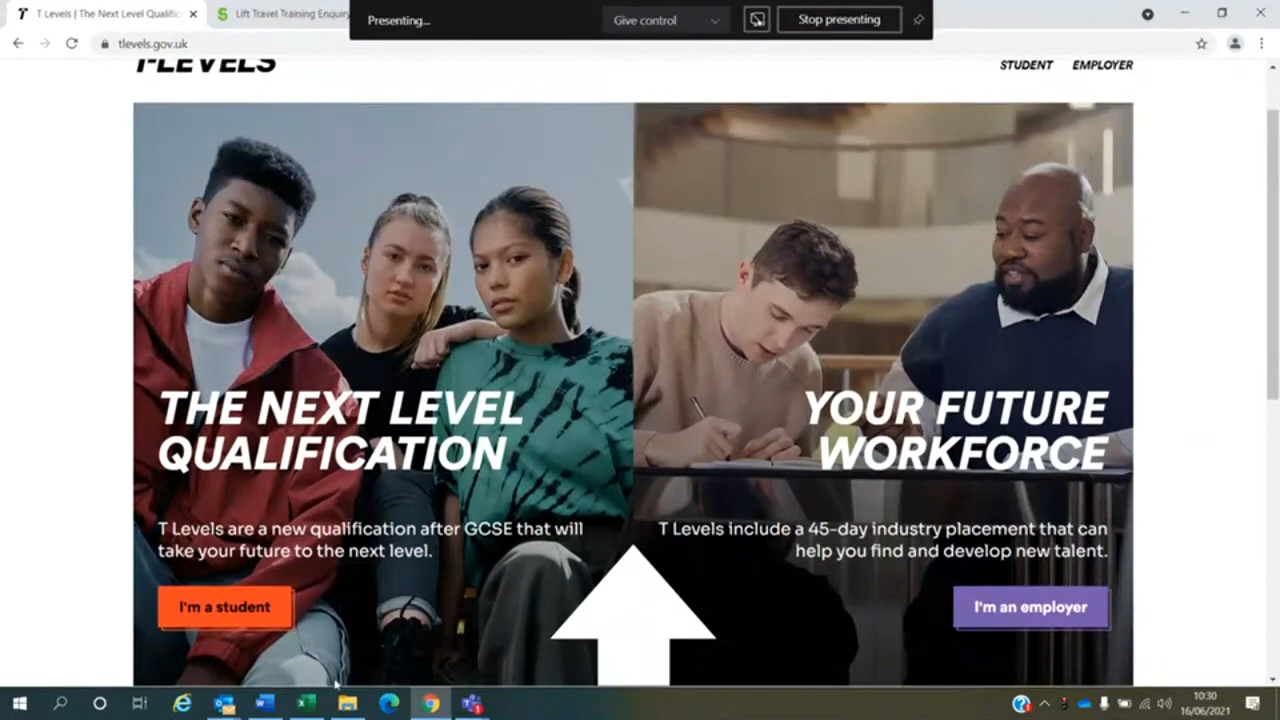 T Levels | The Next Level Qualific
Lift Travel Training Enquiry
Presenting...
Give control
Stop presenting
tlevels.gov.uk
T-LEVELS
STUDENT
EMPLOYER
THE NEXT LEVEL
QUALIFICATION
T Levels are a new qualification after GCSE that will
take your future to the next level.
I'm a student
YOUR FUTURE
WORKFORCE
T Levels include a 45-day industry placement that can
help you find and develop new talent.
I'm an employer
10:30
16/06/2021